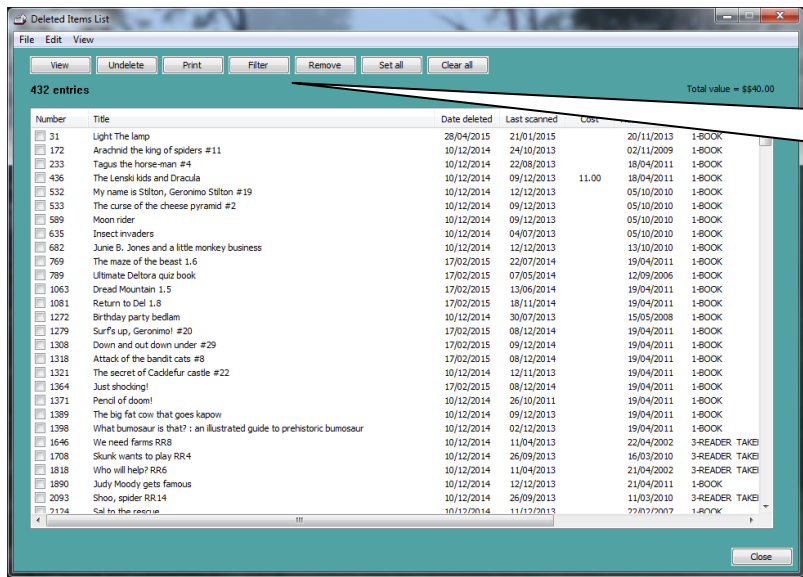 Deleted Items List
File Edit View
View Undelete Print Filter Remove Set all Clear all
432 entries Total value = $$40.00
Number Title Date deleted Last scanned Cost
31 Light The lamp 28/04/2015 21/01/2015 20/11/2013 1-BOOK
172 Arachnid the king of spiders #11 10/12/2014 24/10/2013 02/11/2009 1-BOOK
233 Tagus the horse-man #4 10/12/2014 22/08/2013 18/04/2011 1-BOOK
436 The Lenski kids and Dracula 10/12/2014 09/12/2013 11.00 18/04/2011 1-BOOK
532 My name is Stilton, Geronimo Stilton #19 10/12/2014 12/12/2013 05/10/2010 1-BOOK
533 The curse of the cheese pyramid #2 10/12/2014 09/12/2013 05/10/2010 1-BOOK
589 Moon rider 10/12/2014 09/12/2013 05/10/2010 1-BOOK
635 Insect invaders 10/12/2014 04/07/2013 05/10/2010 1-BOOK
682 Junie B. Jones and a little monkey business 10/12/2014 12/12/2013 13/10/2010 1-BOOK
769 The maze of the beast 1.6 17/02/2015 22/07/2014 19/04/2011 1-BOOK
789 Ultimate Deltora quiz book 17/02/2015 07/05/2014 12/09/2006 1-BOOK
1063 Dread Mountain 1.5 17/02/2015 13/06/2014 19/04/2011 1-BOOK
1081 Return to Del 1.8 17/02/2015 18/11/2014 19/04/2011 1-BOOK
1272 Birthday party bedlam 10/12/2014 30/07/2013 15/05/2008 1-BOOK
1279 Surf's up, Geronimo! #20 17/02/2015 08/12/2014 19/04/2011 1-BOOK
1308 Down and out down under #29 17/02/2015 09/12/2014 19/04/2011 1-BOOK
1318 Attack of the bandit cats #8 17/02/2015 08/12/2014 19/04/2011 1-BOOK
1321 The secret of Cacklefur castle #22 10/12/2014 12/11/2013 19/04/2011 1-BOOK
1364 Just shocking! 17/02/2015 08/12/2014 19/04/2011 1-BOOK
1371 Pencil of doom! 10/12/2014 26/10/2011 19/04/2011 1-BOOK
1389 The big fat cow that goes kapow 10/12/2014 09/12/2013 19/04/2011 1-BOOK
1398 What bumosaur is that? : an illustrated guide to prehistoric bumosaur 10/12/2014 02/12/2013 19/04/2011 1-BOOK
1646 We need farms RR8 10/12/2014 11/04/2013 22/04/2002 3-READER TAKE
1708 Skunk wants to play RR4 10/12/2014 26/09/2013 16/03/2010 3-READER TAKE
1818 Who will help? RR6 10/12/2014 11/04/2013 21/04/2002 3-READER TAKE
1890 Judy Moody gets famous 10/12/2014 12/12/2013 21/04/2011 1-BOOK
2093 Shoo, spider RR14 10/12/2014 26/09/2013 11/03/2010 3-READER TAKE
2124 Sal to the rescue 10/12/2014 11/12/2013 22/02/2007 1-BOOK
Close